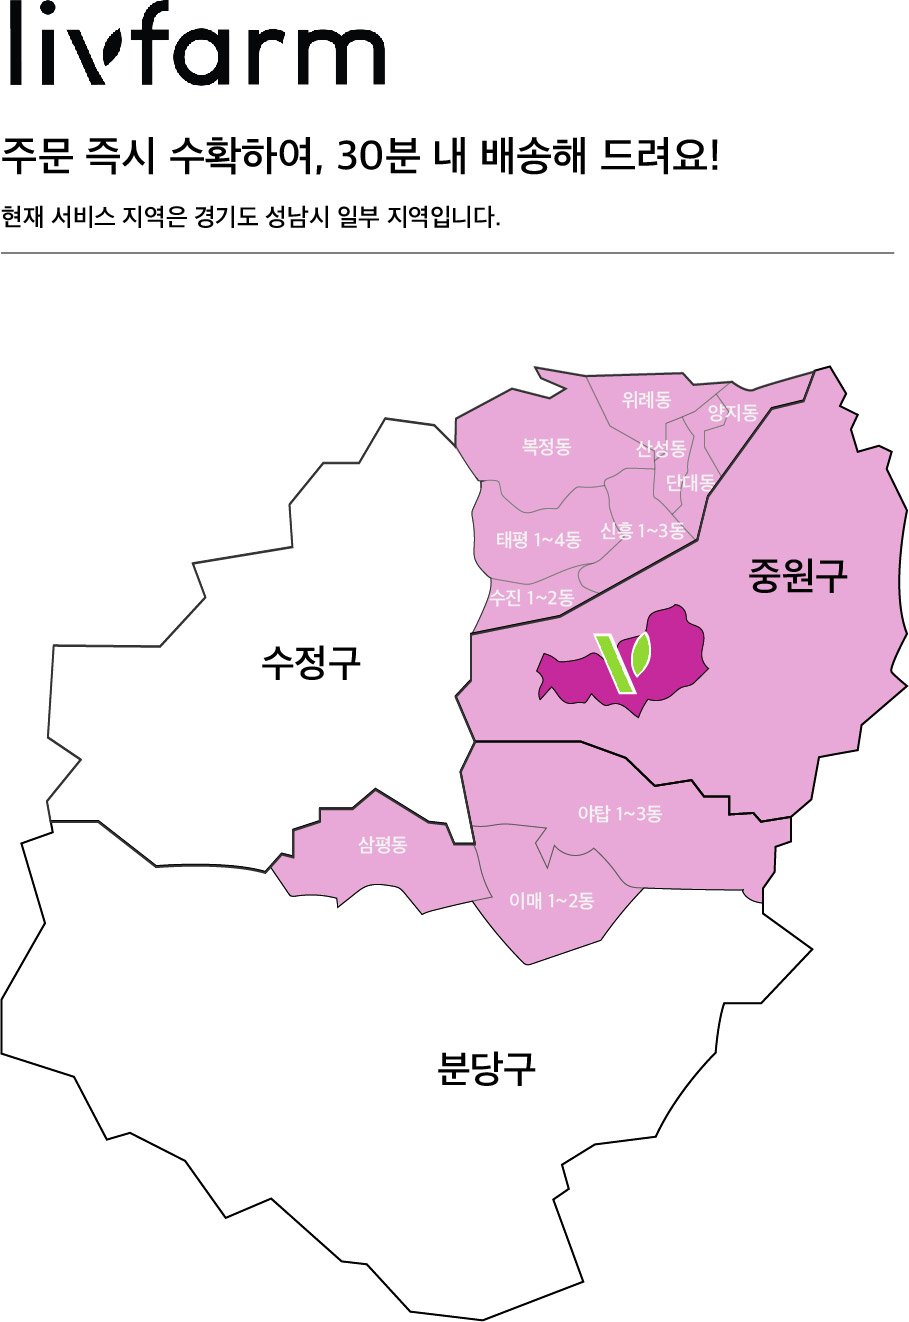 livfarm
주문 즉시 수확하여, 30분 내 배송해 드려요!
현재 서비스 지역은 경기도 성남시 일부 지역입니다.
위례동
양지동
복정동
산성동
단대동
신흥 1~3동
태평 1~4동
중원구
수진 1~2동
수정구
야탑 1~3동
삼평동
이매 1~2동
분당구